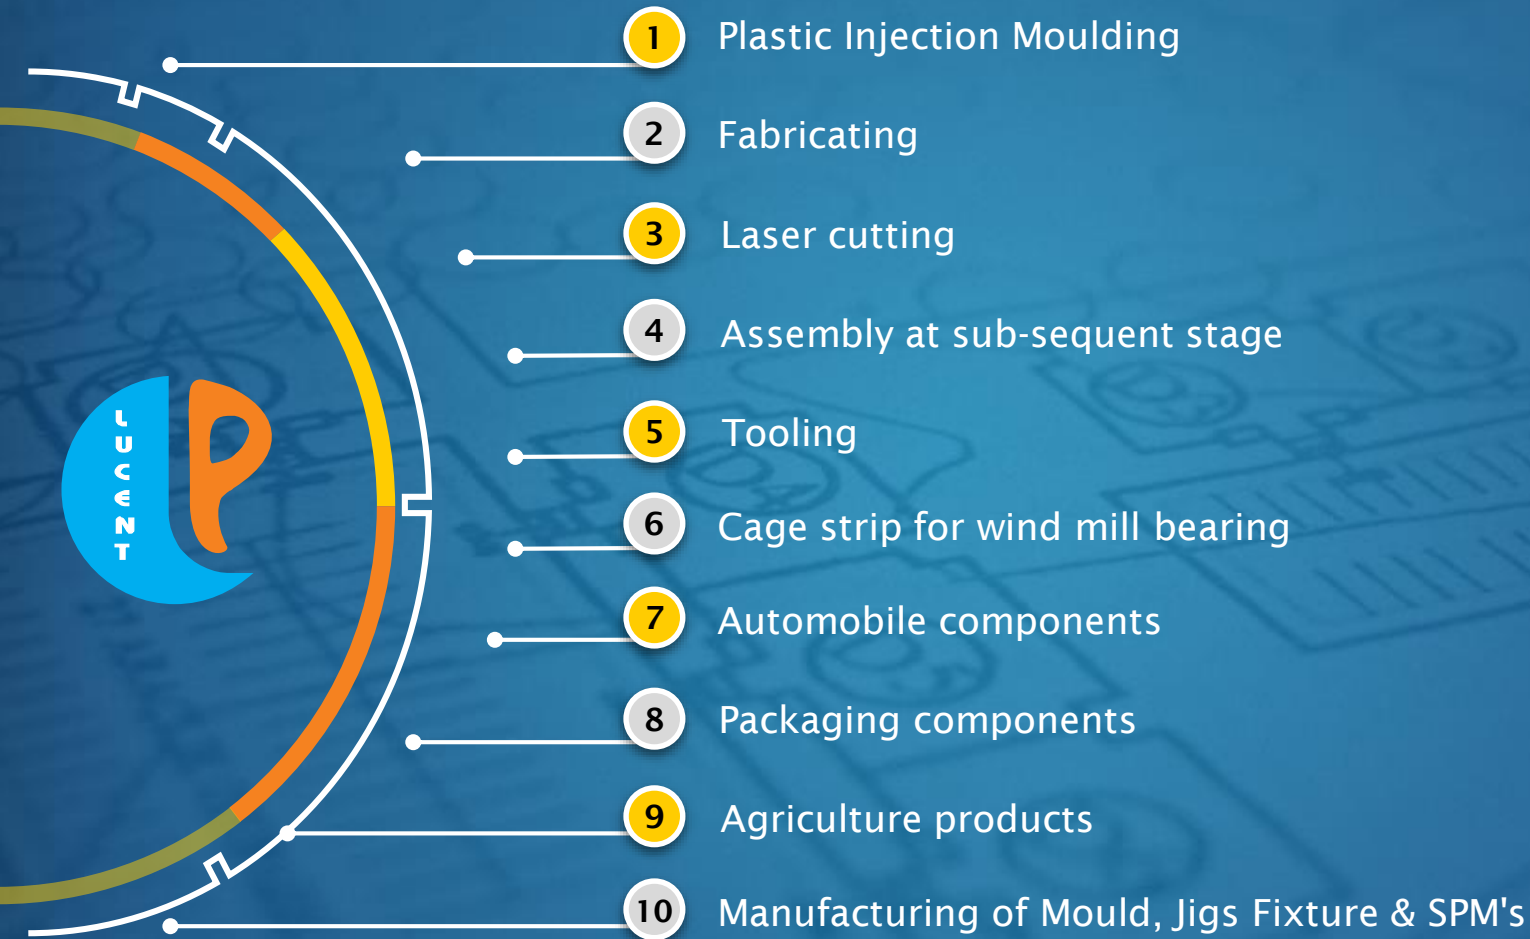 1 Plastic Injection Moulding
2 Fabricating
3 Laser cutting
4 Assembly at sub-sequent stage
5 Tooling
LUCENT
P
6 Cage strip for wind mill bearing
7 Automobile components
8 Packaging components
9 Agriculture products
10 Manufacturing of Mould, Jigs Fixture & SPM's